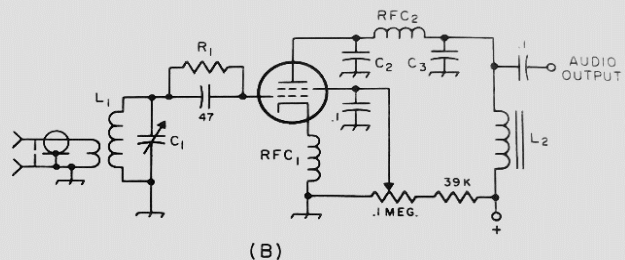 RFC₂
R₁
C₂
C₃
.1
AUDIO
OUTPUT
L₁
47
C₁
.1
RFC₁
L₂
39K
.1 MEG.
+
(B)